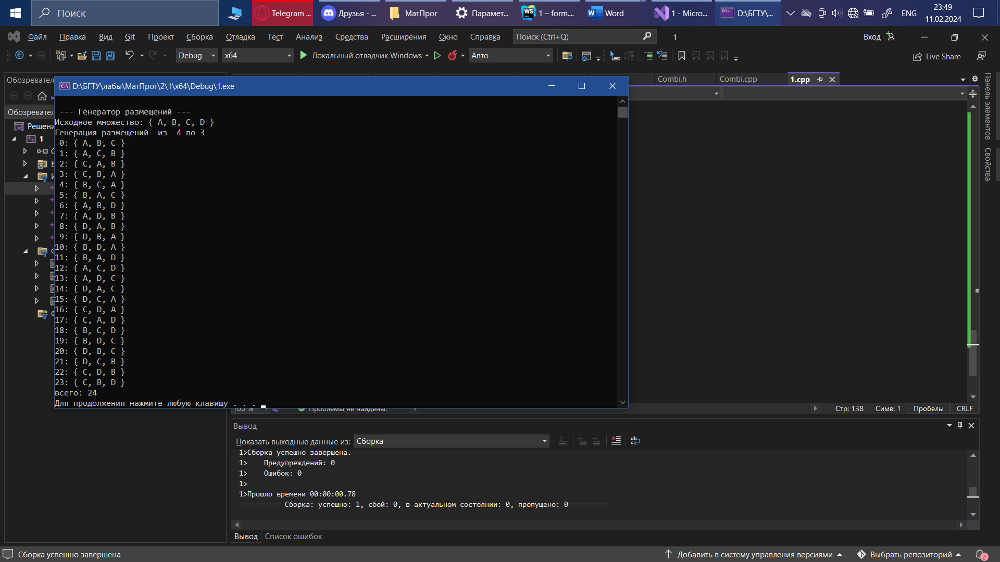 Поиск
Telegram ...
Друзья - ...
МатПрог
Парамет...
1 – form....
Word
1 - Micro...
D:\БГТУ\...
ENG
23:49
11.02.2024
Файл Правка Вид Git Проект Сборка Отладка Тест Анализ Средства Расширения Окно Справка
Поиск (Ctrl+Q)
1
Вход
Debug
x64
Локальный отладчик Windows
Авто
Live Share
Combi.h
Combi.cpp
1.cpp
Панель элементов
Свойства
1
D:\БГТУ\лабы\МатПрог\2\1\x64\Debug\1.exe
--- Генератор размещений ---
Исходное множество: { A, B, C, D }
Генерация размещений  из  4 по 3
0: { A, B, C }
1: { A, C, B }
2: { C, A, B }
3: { C, B, A }
4: { B, C, A }
5: { B, A, C }
6: { A, B, D }
7: { A, D, B }
8: { D, A, B }
9: { D, B, A }
10: { B, D, A }
11: { B, A, D }
12: { A, C, D }
13: { A, D, C }
14: { D, A, C }
15: { D, C, A }
16: { C, D, A }
17: { C, A, D }
18: { B, C, D }
19: { B, D, C }
20: { D, B, C }
21: { D, C, B }
22: { C, D, B }
23: { C, B, D }
всего: 24
Для продолжения нажмите любую клавишу . . .
100 %
Проблемы не найдены.
Стр: 138
Симв: 1
Пробелы
CRLF
Вывод
Показать выходные данные из:
Сборка
1>Сборка успешно завершена.
1>    Предупреждений: 0
1>    Ошибок: 0
1>
1>Прошло времени 00:00:00.78
========== Сборка: успешно: 1, сбой: 0, в актуальном состоянии: 0, пропущено: 0==========
Вывод
Список ошибок
Сборка успешно завершена
Добавить в систему управления версиями
Выбрать репозиторий
2